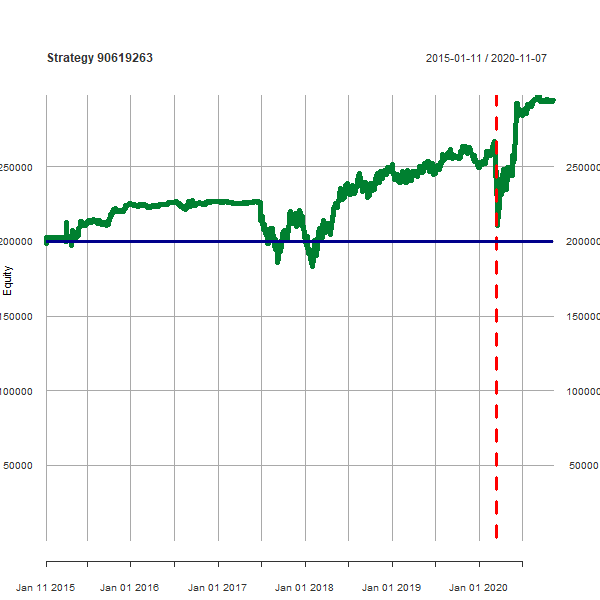 Strategy 90619263
2015-01-11 / 2020-11-07
250000
250000
200000
200000
Equity
150000
150000
100000
100000
50000
50000
Jan 11 2015
Jan 01 2016
Jan 01 2017
Jan 01 2018
Jan 01 2019
Jan 01 2020